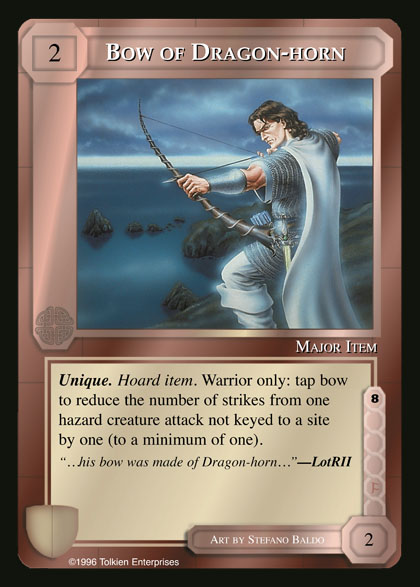 2 Bow of Dragon-horn
Major Item
Unique. Hoard item. Warrior only: tap bow
to reduce the number of strikes from one
hazard creature attack not keyed to a site
by one (to a minimum of one).
“…his bow was made of Dragon-horn…”—LotRII
8
R
Art by Stefano Baldo
2
©1996 Tolkien Enterprises